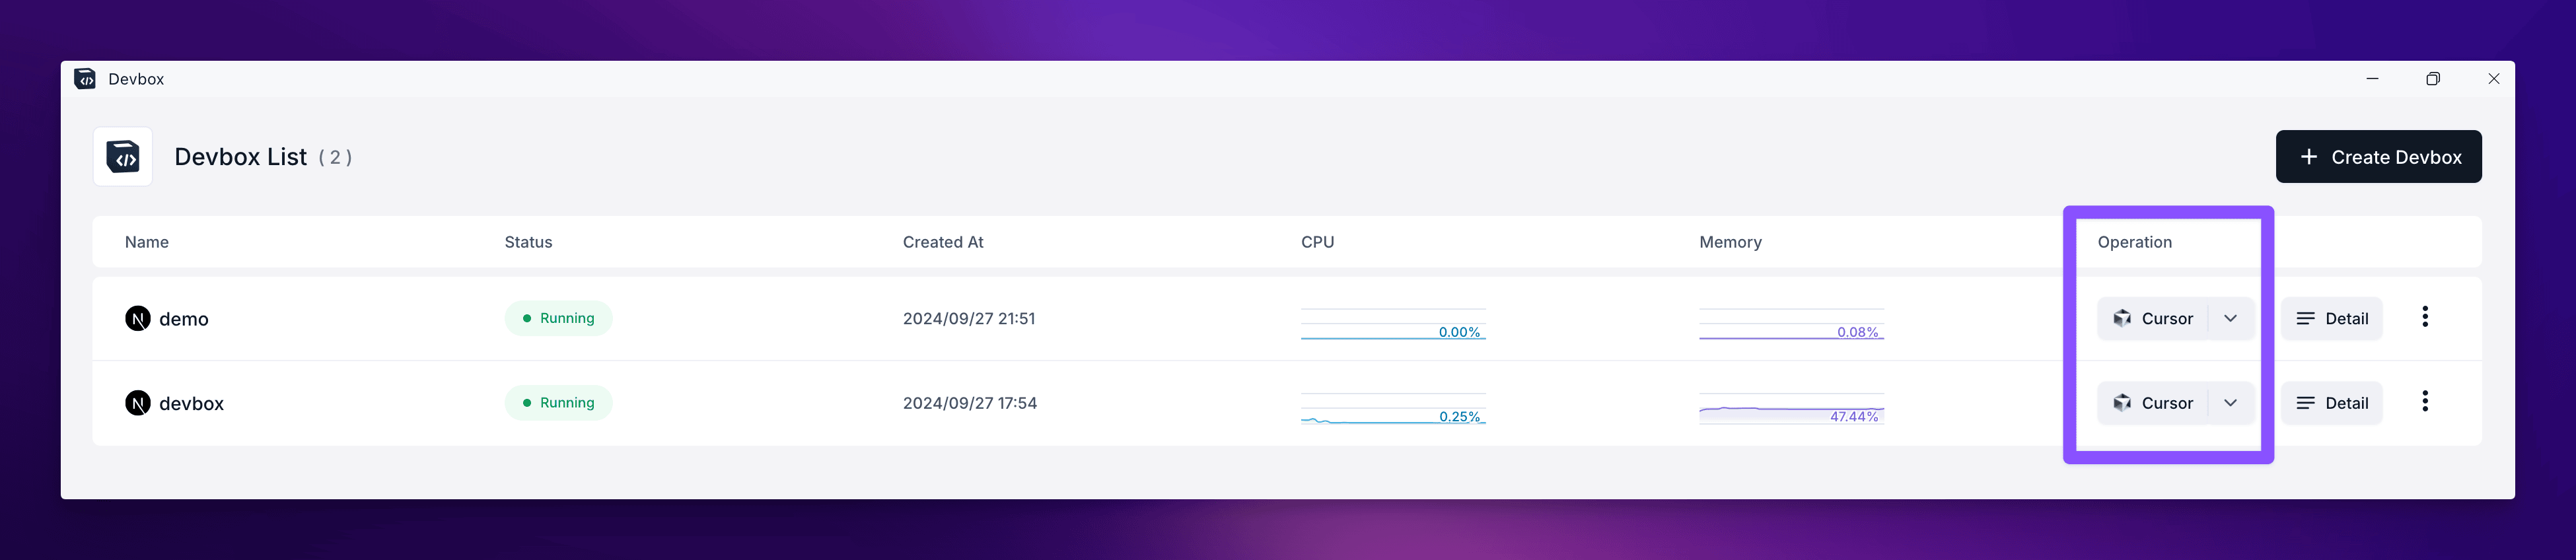 Devbox
Devbox List ( 2 )
Create Devbox
Name Status Created At CPU Memory Operation
demo Running 2024/09/27 21:51 0.00% 0.08% Cursor Detail
devbox Running 2024/09/27 17:54 0.25% 47.44% Cursor Detail